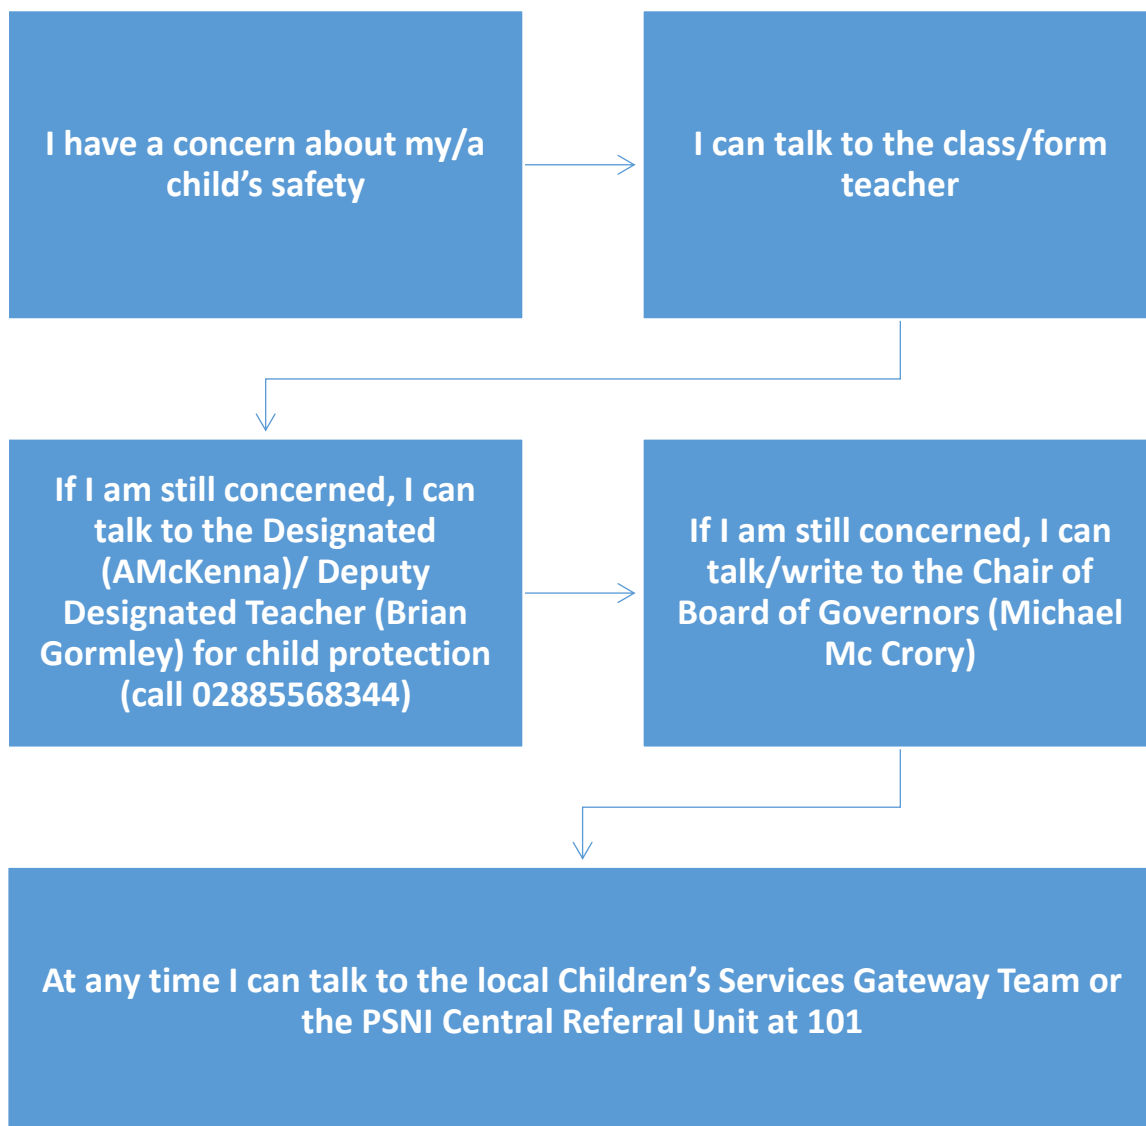 I have a concern about my/a
child’s safety
I can talk to the class/form
teacher
If I am still concerned, I can
talk to the Designated
(AMcKenna)/ Deputy
Designated Teacher (Brian
Gormley) for child protection
(call 02885568344)
If I am still concerned, I can
talk/write to the Chair of
Board of Governors (Michael
Mc Crory)
At any time I can talk to the local Children’s Services Gateway Team or
the PSNI Central Referral Unit at 101